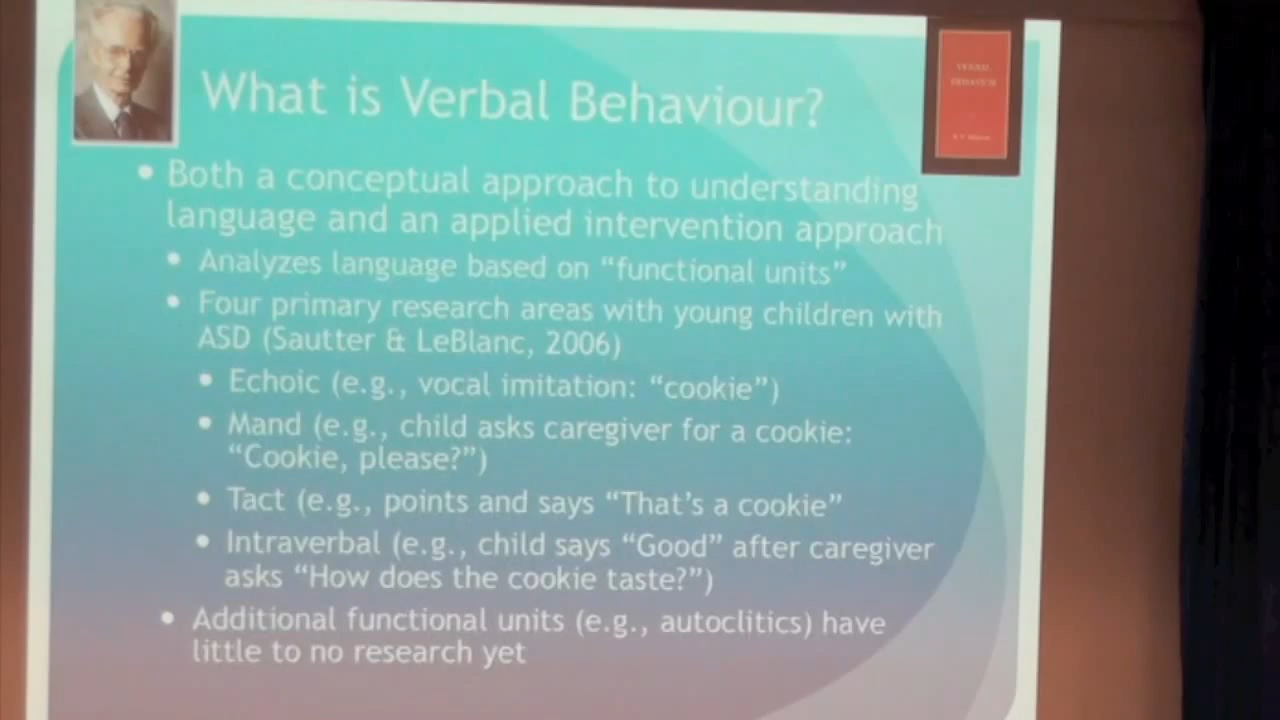 What is Verbal Behaviour?
VERBAL
BEHAVIOR
• Both a conceptual approach to understanding
language and an applied intervention approach
• Analyzes language based on “functional units”
• Four primary research areas with young children with
ASD (Sautter & LeBlanc, 2006)
• Echoic (e.g., vocal imitation: “cookie”)
• Mand (e.g., child asks caregiver for a cookie:
“Cookie, please?”)
• Tact (e.g., points and says “That’s a cookie”
• Intraverbal (e.g., child says “Good” after caregiver
asks “How does the cookie taste?”)
• Additional functional units (e.g., autoclitics) have
little to no research yet